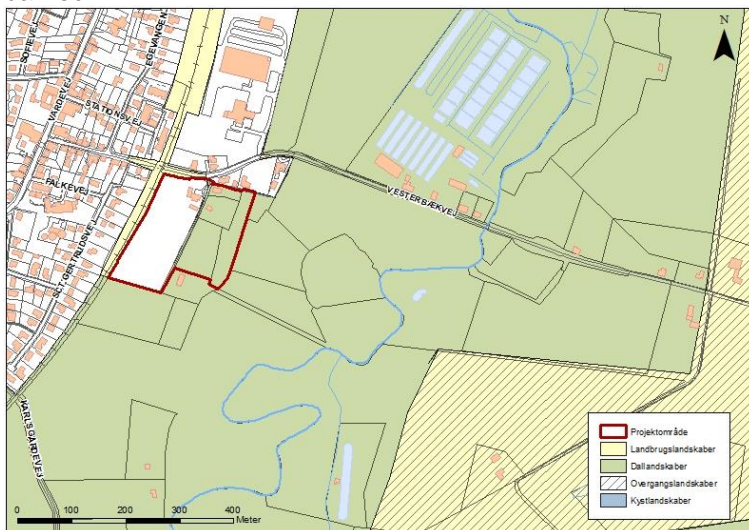 N
SOFIEVEJ
VARDEVEJ
EGEVANGEN
STATIONSVEJ
FALKEVEJ
SCT.GERTRUDSVEJ
VESTERBÆKVEJ
KARLSGÅRDEVEJ
Projektområde
Landbrugslandskaber
Dallandskaber
Overgangslandskaber
Kystlandskaber
0 100 200 300 400
Meter